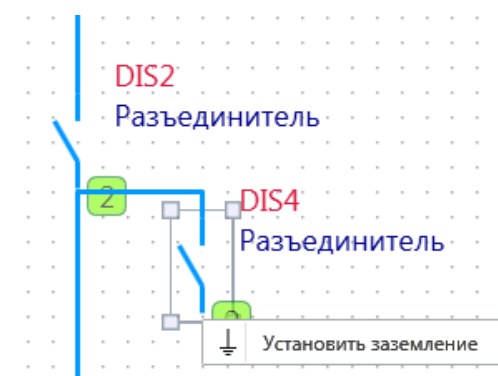 DIS2
Разъединитель
2
DIS4
Разъединитель
Установить заземление